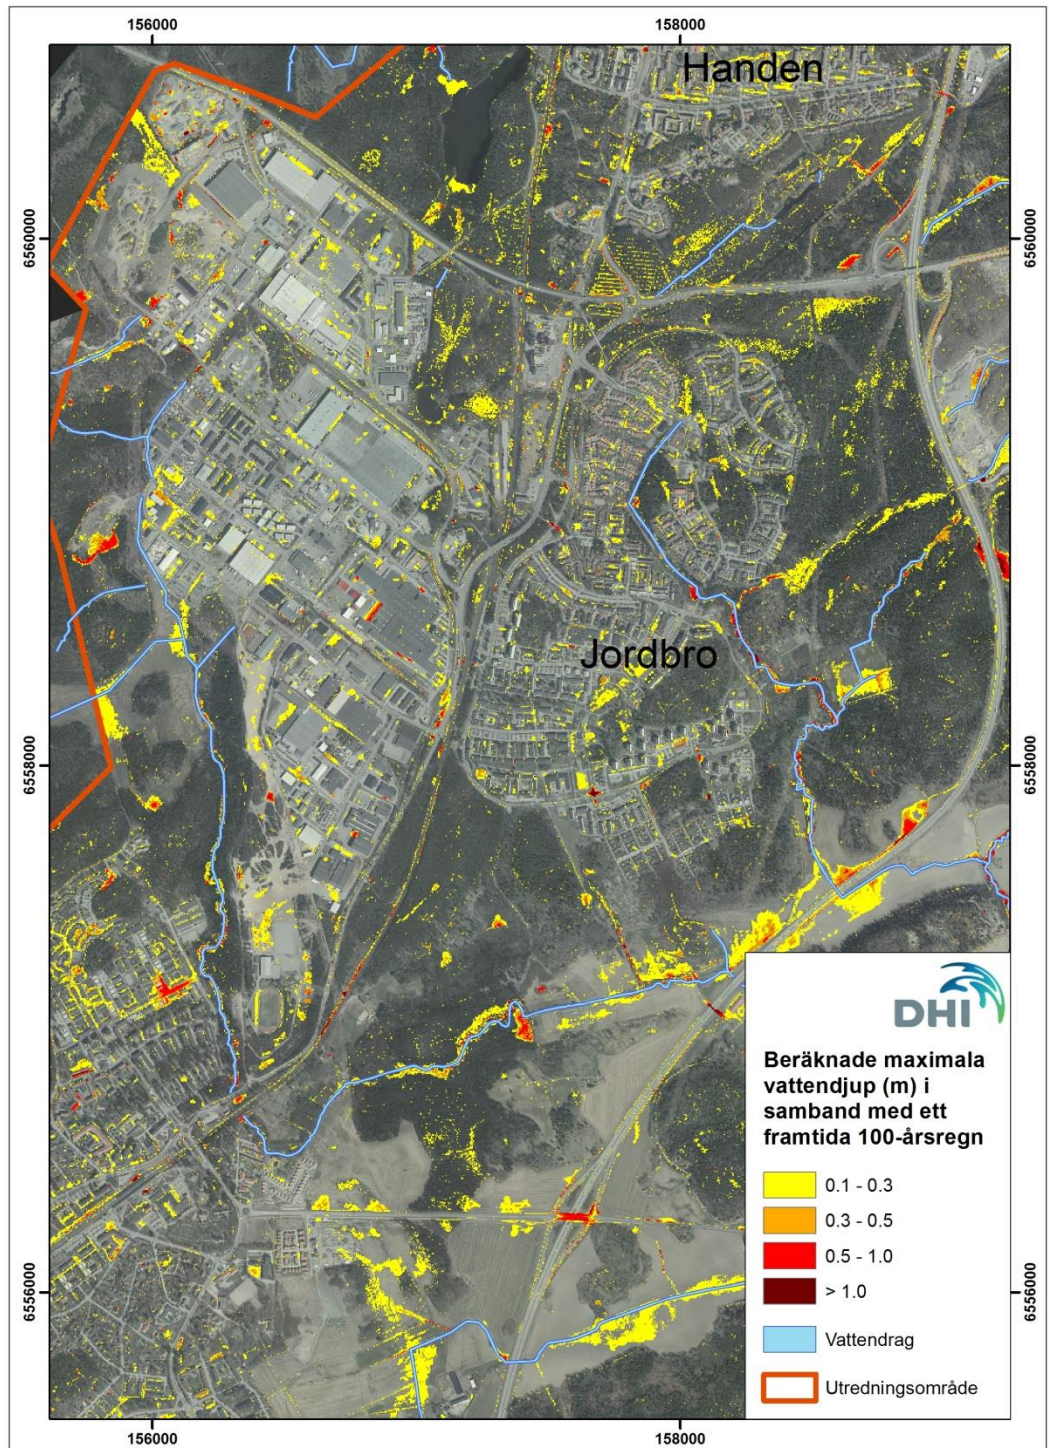 156000
158000
Handen
6560000
6560000
Jordbro
6558000
6558000
DHI
Beräknade maximala
vattendjup (m) i
samband med ett
framtida 100-årsregn
0.1 - 0.3
0.3 - 0.5
0.5 - 1.0
> 1.0
Vattendrag
Utredningsområde
6556000
6556000
156000
158000